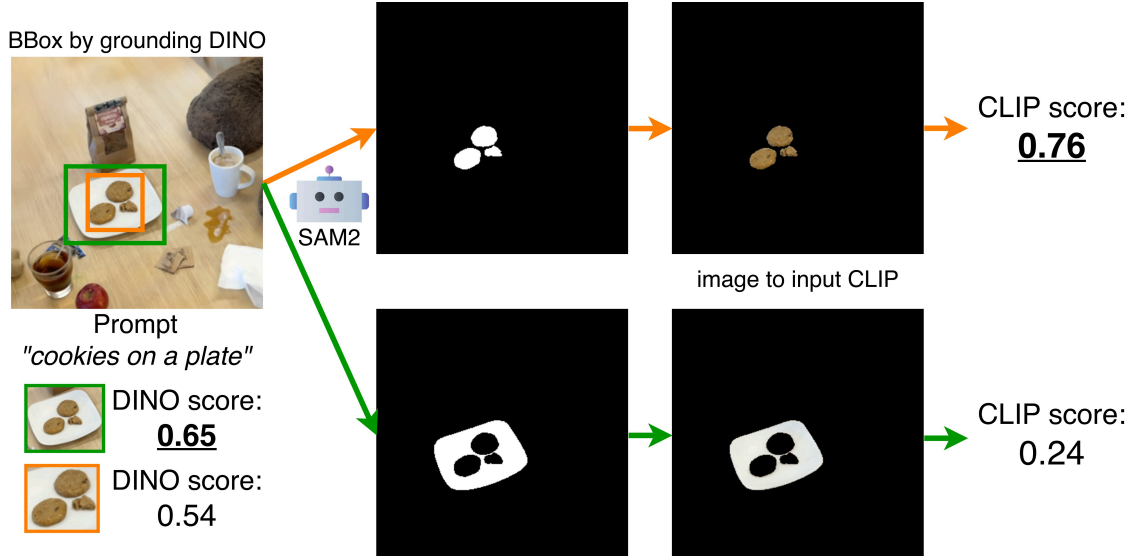 BBox by grounding DINO
SAM2
Prompt
"cookies on a plate"
DINO score:
0.65
DINO score:
0.54
CLIP score:
0.76
image to input CLIP
CLIP score:
0.24